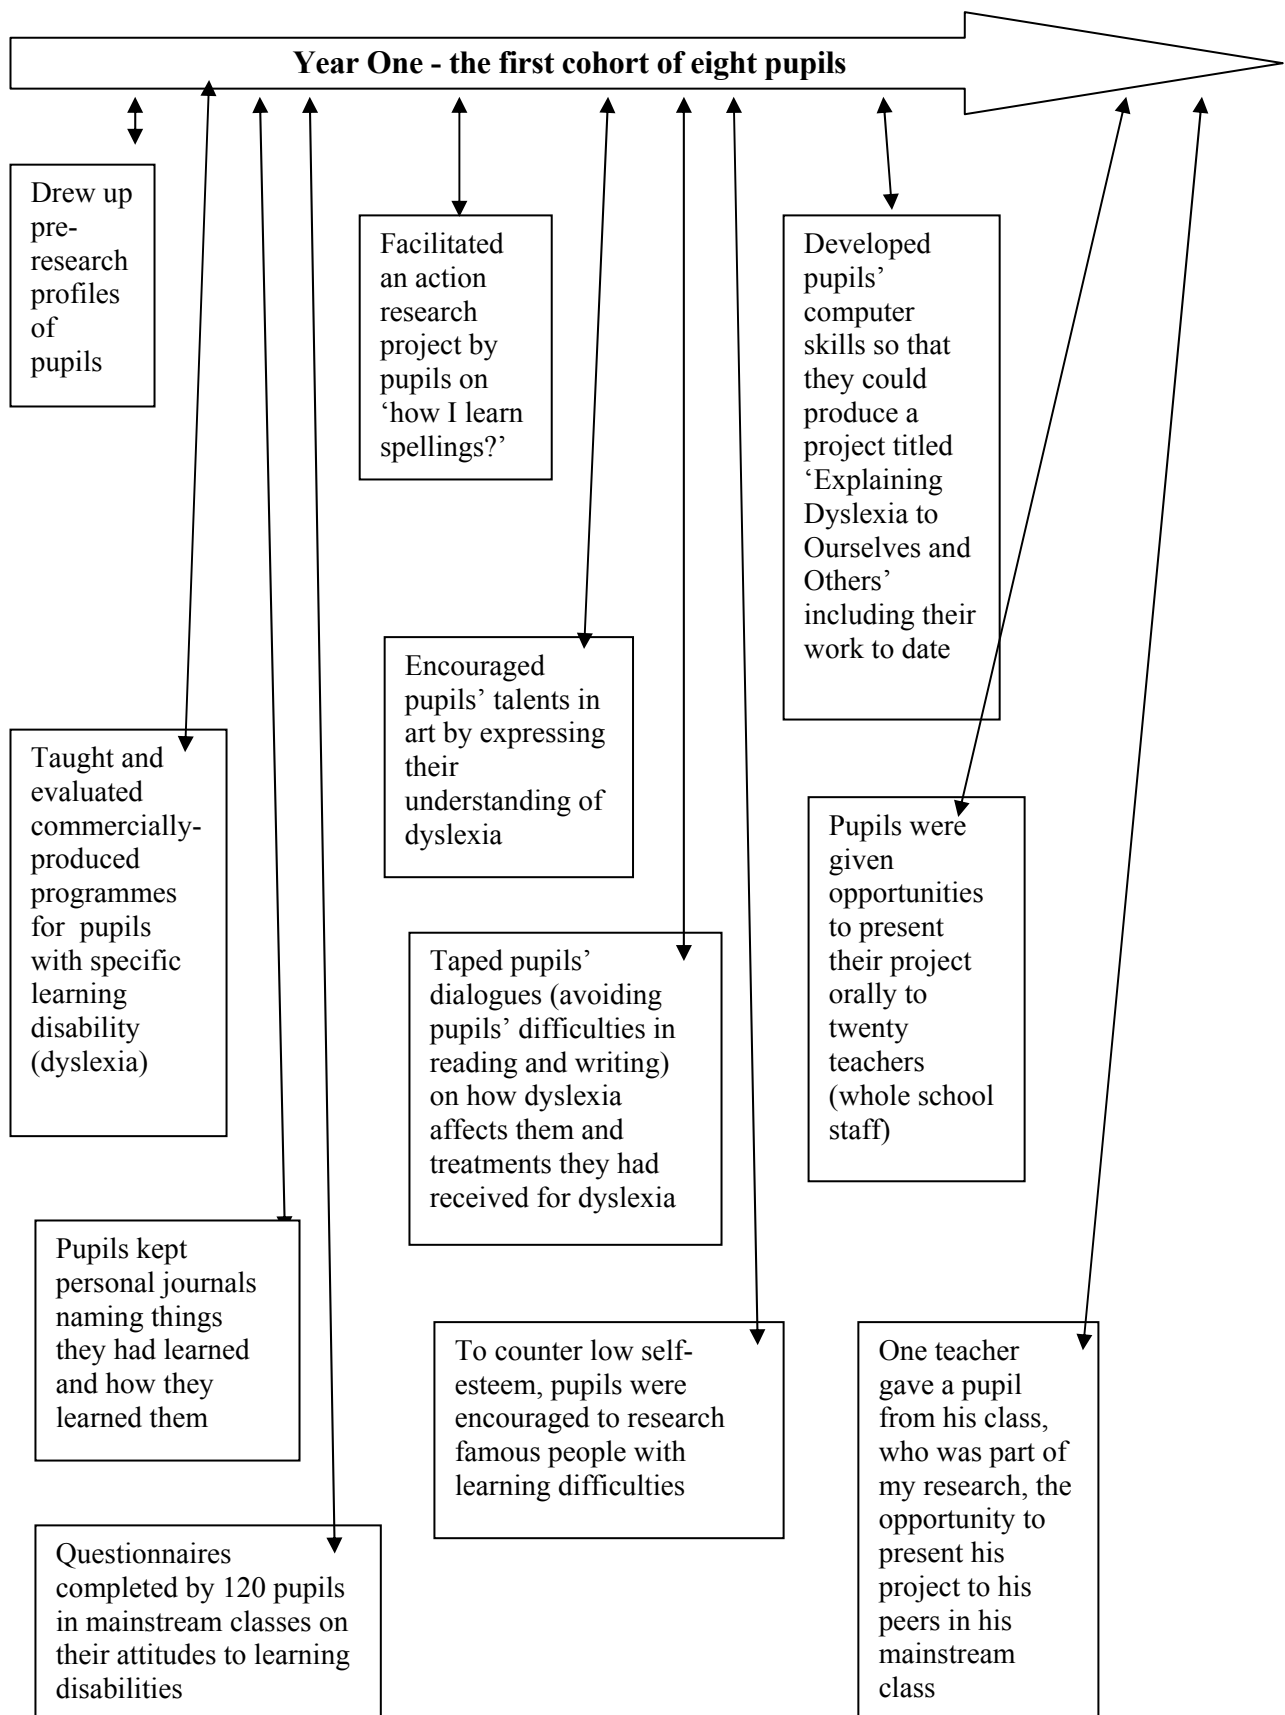 Year One - the first cohort of eight pupils
Drew up
pre-
research
profiles
of
pupils
Taught and
evaluated
commercially-
produced
programmes
for  pupils
with specific
learning
disability
(dyslexia)
Pupils kept
personal journals
naming things
they had learned
and how they
learned them
Questionnaires
completed by 120 pupils
in mainstream classes on
their attitudes to learning
disabilities
Facilitated
an action
research
project by
pupils on
‘how I learn
spellings?’
Encouraged
pupils’ talents in
art by expressing
their
understanding of
dyslexia
Taped pupils’
dialogues (avoiding
pupils’ difficulties in
reading and writing)
on how dyslexia
affects them and
treatments they had
received for dyslexia
To counter low self-
esteem, pupils were
encouraged to research
famous people with
learning difficulties
Developed
pupils’
computer
skills so that
they could
produce a
project titled
‘Explaining
Dyslexia to
Ourselves and
Others’
including their
work to date
Pupils were
given
opportunities
to present
their project
orally to
twenty
teachers
(whole school
staff)
One teacher
gave a pupil
from his class,
who was part of
my research, the
opportunity to
present his
project to his
peers in his
mainstream
class